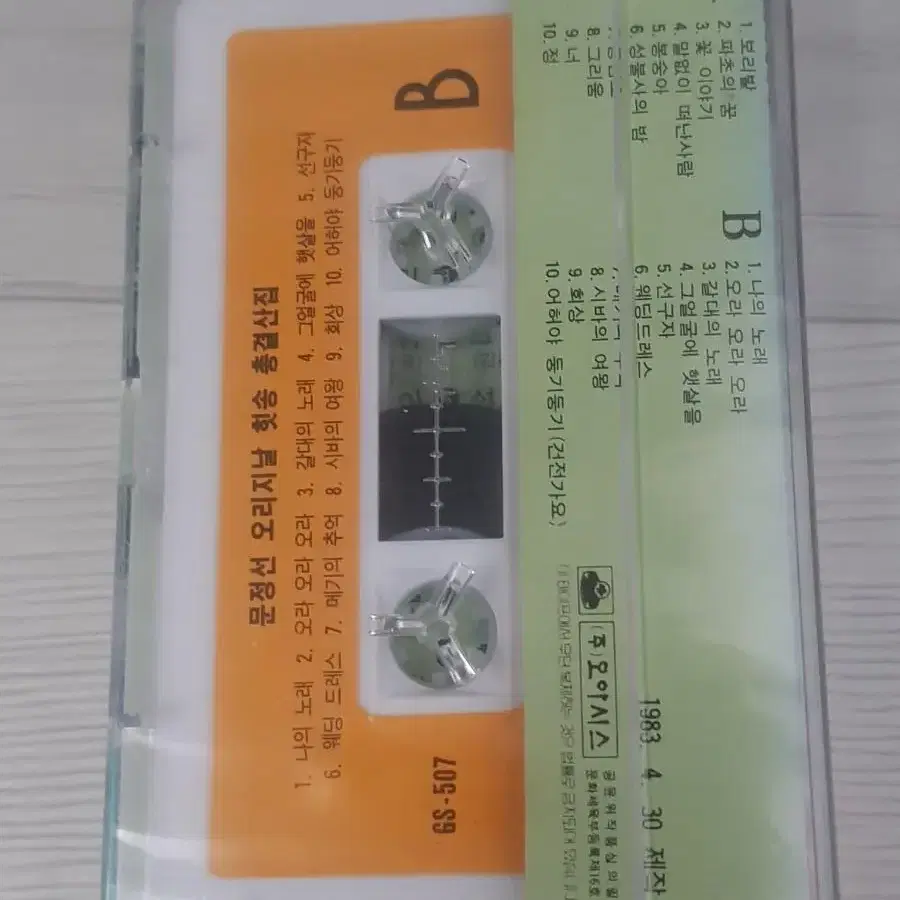 B
문정선 오리지날 힛송 총결산집
1. 나의 노래 2. 오라 오라 오라 3. 갈대의 노래 4. 그얼굴에 햇살을 5. 선구자
6. 웨딩 드레스 7. 메기의 추억 8. 시바의 여왕 9. 회상 10. 어허야 둥기둥기
GS-507
1. 보리밭
2. 파초의 꿈
3. 꽃 이야기
4. 말없이 떠난사람
5. 봉숭아
6. 성불사의 밤
8. 그리움
9. 너
10. 정
B
1. 나의 노래
2. 오라 오라 오라
3. 갈대의 노래
4. 그얼굴에 햇살을
5. 선구자
6. 웨딩드레스
8. 시바의 여왕
9. 회상
10. 어허야 둥기둥기 (건전가요)
(주) 오아시스
1983. 4. 30 제작